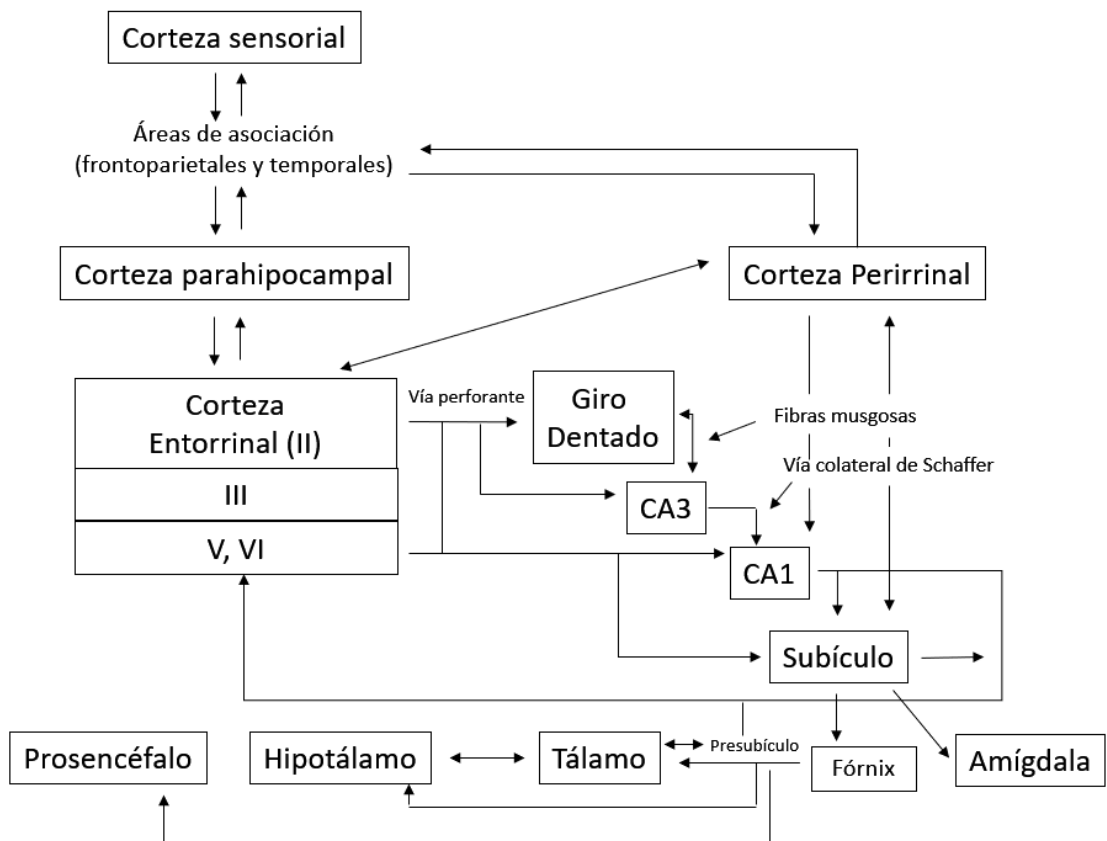 Corteza sensorial
Áreas de asociación
(frontoparietales y temporales)
Corteza parahipocampal
Corteza Perirrinal
Corteza
Entorrinal (II)
III
V, VI
Vía perforante
Giro
Dentado
Fibras musgosas
Vía colateral de Schaffer
CA3
CA1
Subículo
Prosencéfalo
Hipotálamo
Tálamo
Presubículo
Fórnix
Amígdala